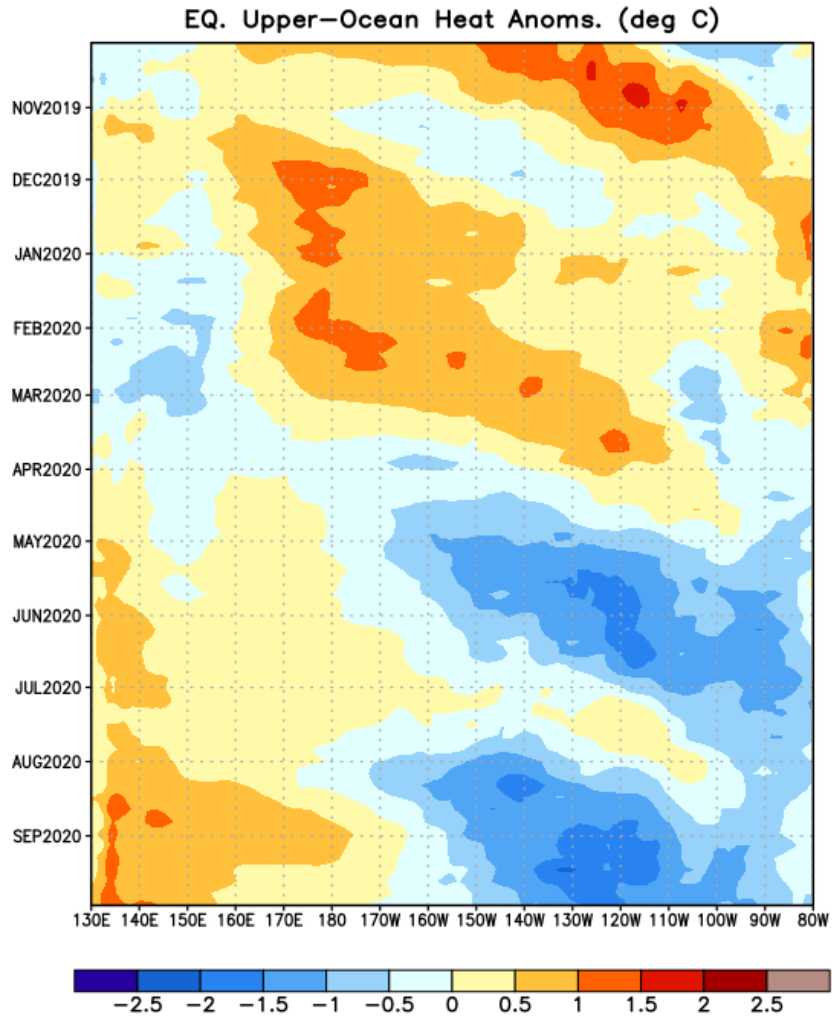 EQ. Upper−Ocean Heat Anoms. (deg C)
NOV2019
DEC2019
JAN2020
FEB2020
MAR2020
APR2020
MAY2020
JUN2020
JUL2020
AUG2020
SEP2020
130E 140E 150E 160E 170E 180 170W 160W 150W 140W 130W 120W 110W 100W 90W 80W
−2.5 −2 −1.5 −1 −0.5 0 0.5 1 1.5 2 2.5